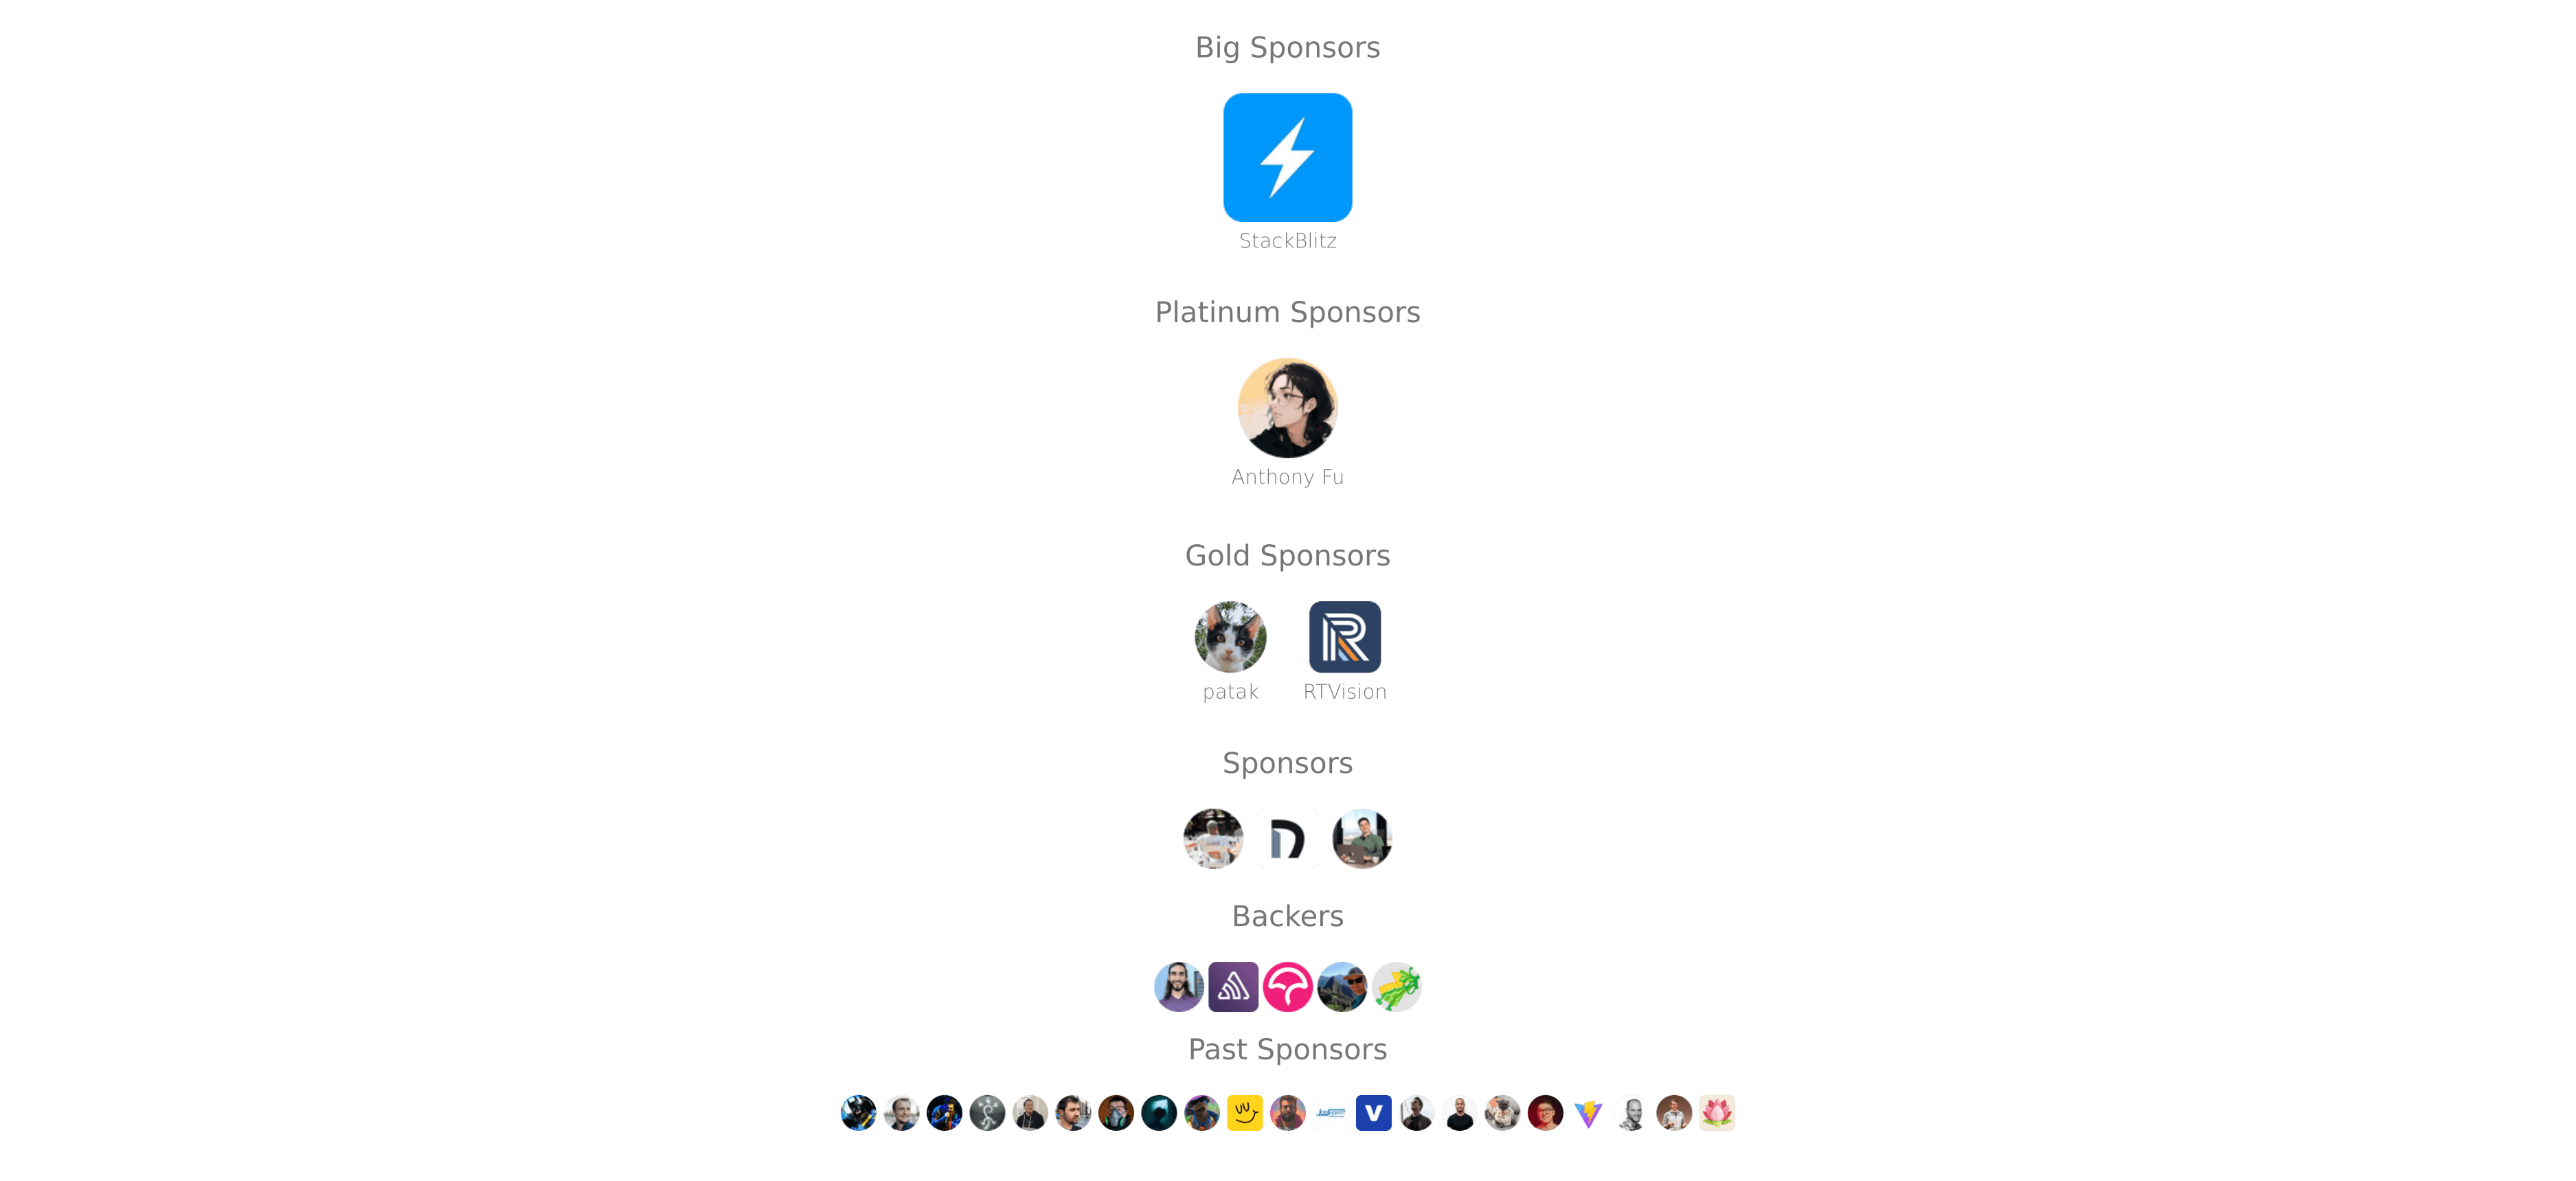 Big Sponsors
StackBlitz
Platinum Sponsors
Anthony Fu
Gold Sponsors
patak RTVision
Sponsors
Backers
Past Sponsors